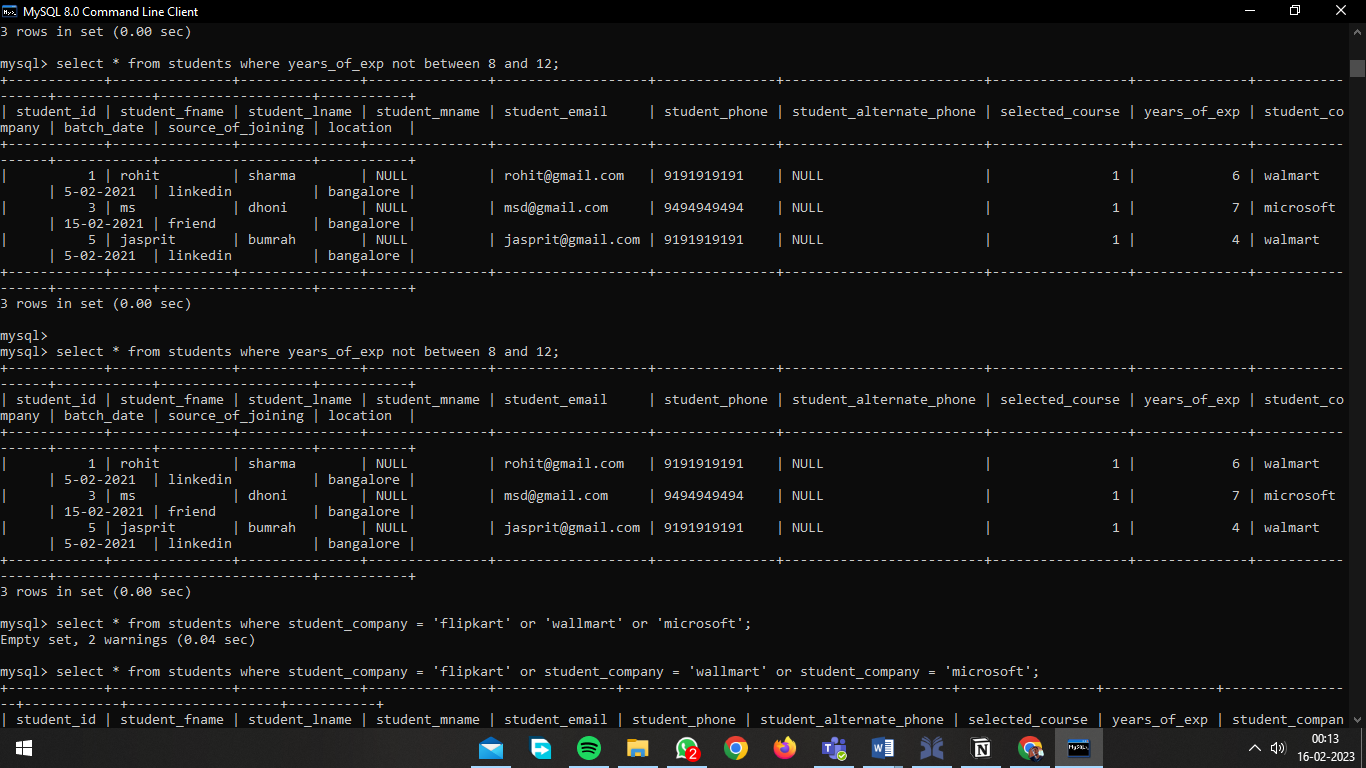 MySQL 8.0 Command Line Client
3 rows in set (0.00 sec)
mysql> select * from students where years_of_exp not between 8 and 12;
+------------+---------------+---------------+---------------+-------------------+---------------+-------------------------+-----------------+--------------+-----------
------+------------+-------------------+-----------+
| student_id | student_fname | student_lname | student_mname | student_email     | student_phone | student_alternate_phone | selected_course | years_of_exp | student_co
mpany | batch_date | source_of_joining | location  |
+------------+---------------+---------------+---------------+-------------------+---------------+-------------------------+-----------------+--------------+-----------
------+------------+-------------------+-----------+
|          1 | rohit         | sharma        | NULL          | rohit@gmail.com   | 9191919191    | NULL                    |               1 |            6 | walmart
      | 5-02-2021  | linkedin          | bangalore |
|          3 | ms            | dhoni         | NULL          | msd@gmail.com     | 9494949494    | NULL                    |               1 |            7 | microsoft
      | 15-02-2021 | friend            | bangalore |
|          5 | jasprit       | bumrah        | NULL          | jasprit@gmail.com | 9191919191    | NULL                    |               1 |            4 | walmart
      | 5-02-2021  | linkedin          | bangalore |
+------------+---------------+---------------+---------------+-------------------+---------------+-------------------------+-----------------+--------------+-----------
------+------------+-------------------+-----------+
3 rows in set (0.00 sec)
mysql>
mysql> select * from students where years_of_exp not between 8 and 12;
+------------+---------------+---------------+---------------+-------------------+---------------+-------------------------+-----------------+--------------+-----------
------+------------+-------------------+-----------+
| student_id | student_fname | student_lname | student_mname | student_email     | student_phone | student_alternate_phone | selected_course | years_of_exp | student_co
mpany | batch_date | source_of_joining | location  |
+------------+---------------+---------------+---------------+-------------------+---------------+-------------------------+-----------------+--------------+-----------
------+------------+-------------------+-----------+
|          1 | rohit         | sharma        | NULL          | rohit@gmail.com   | 9191919191    | NULL                    |               1 |            6 | walmart
      | 5-02-2021  | linkedin          | bangalore |
|          3 | ms            | dhoni         | NULL          | msd@gmail.com     | 9494949494    | NULL                    |               1 |            7 | microsoft
      | 15-02-2021 | friend            | bangalore |
|          5 | jasprit       | bumrah        | NULL          | jasprit@gmail.com | 9191919191    | NULL                    |               1 |            4 | walmart
      | 5-02-2021  | linkedin          | bangalore |
+------------+---------------+---------------+---------------+-------------------+---------------+-------------------------+-----------------+--------------+-----------
------+------------+-------------------+-----------+
3 rows in set (0.00 sec)
mysql> select * from students where student_company = 'flipkart' or 'wallmart' or 'microsoft';
Empty set, 2 warnings (0.04 sec)
mysql> select * from students where student_company = 'flipkart' or student_company = 'wallmart' or student_company = 'microsoft';
+------------+---------------+---------------+---------------+---------------+---------------+-------------------------+-----------------+--------------+---------------
--+------------+-------------------+-----------+
| student_id | student_fname | student_lname | student_mname | student_email | student_phone | student_alternate_phone | selected_course | years_of_exp | student_compan
2
MySQL
00:13
16-02-2023